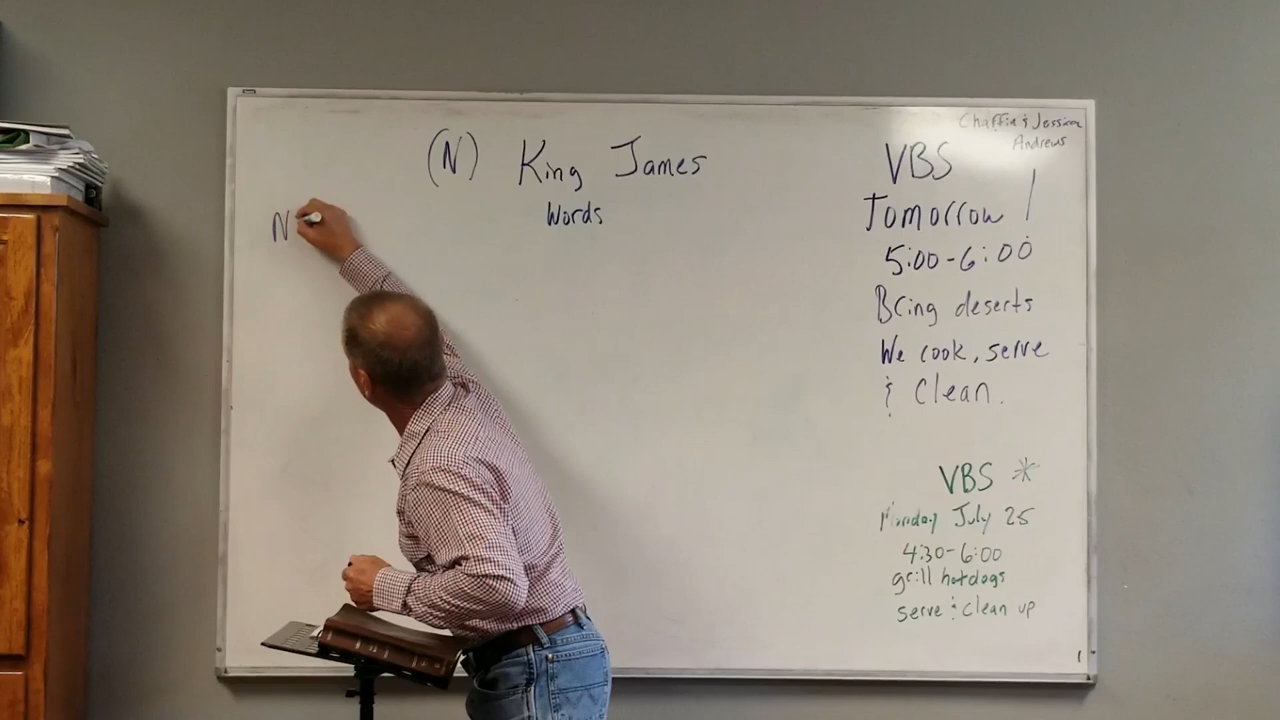 (N) King James
Words
N
Chaffin & Jessica
Andrews
VBS
Tomorrow!
5:00-6:00
Bring deserts
We cook, serve
& Clean.
VBS *
Monday July 25
4:30-6:00
grill hotdogs
serve & clean up